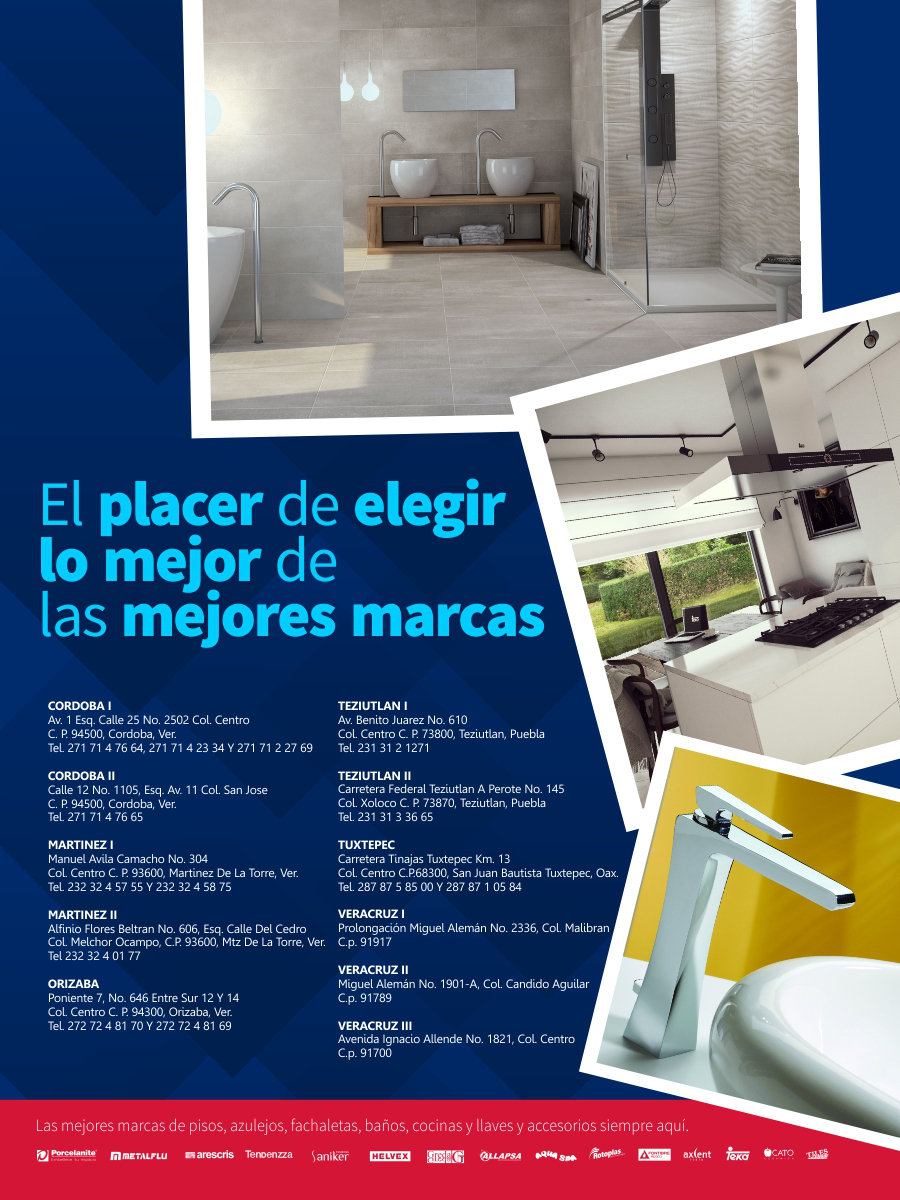 El placer de elegir
lo mejor de
las mejores marcas
CORDOBA I
Av. 1 Esq. Calle 25 No. 2502 Col. Centro
C. P. 94500, Cordoba, Ver.
Tel. 271 71 4 76 64, 271 71 4 23 34 Y 271 71 2 27 69
CORDOBA II
Calle 12 No. 1105, Esq. Av. 11 Col. San Jose
C. P. 94500, Cordoba, Ver.
Tel. 271 71 4 76 65
MARTINEZ I
Manuel Avila Camacho No. 304
Col. Centro C. P. 93600, Martinez De La Torre, Ver.
Tel. 232 32 4 57 55 Y 232 32 4 58 75
MARTINEZ II
Alfinio Flores Beltran No. 606, Esq. Calle Del Cedro
Col. Melchor Ocampo, C.P. 93600, Mtz De La Torre, Ver.
Tel 232 32 4 01 77
ORIZABA
Poniente 7, No. 646 Entre Sur 12 Y 14
Col. Centro C. P. 94300, Orizaba, Ver.
Tel. 272 72 4 81 70 Y 272 72 4 81 69
TEZIUTLAN I
Av. Benito Juarez No. 610
Col. Centro C. P. 73800, Teziutlan, Puebla
Tel. 231 31 2 1271
TEZIUTLAN II
Carretera Federal Teziutlan A Perote No. 145
Col. Xoloco C. P. 73870, Teziutlan, Puebla
Tel. 231 31 3 36 65
TUXTEPEC
Carretera Tinajas Tuxtepec Km. 13
Col. Centro C.P.68300, San Juan Bautista Tuxtepec, Oax.
Tel. 287 87 5 85 00 Y 287 87 1 05 84
VERACRUZ I
Prolongación Miguel Alemán No. 2336, Col. Malibran
C.p. 91917
VERACRUZ II
Miguel Alemán No. 1901-A, Col. Candido Aguilar
C.p. 91789
VERACRUZ III
Avenida Ignacio Allende No. 1821, Col. Centro
C.p. 91700
Las mejores marcas de pisos, azulejos, fachaletas, baños, cocinas y llaves y accesorios siempre aquí.
Porcelanite METALFLU arescris Tendenzza Saniker HELVEX ALLAPSA AQUA SPA Rotoplas axcent Teka CATO TILES